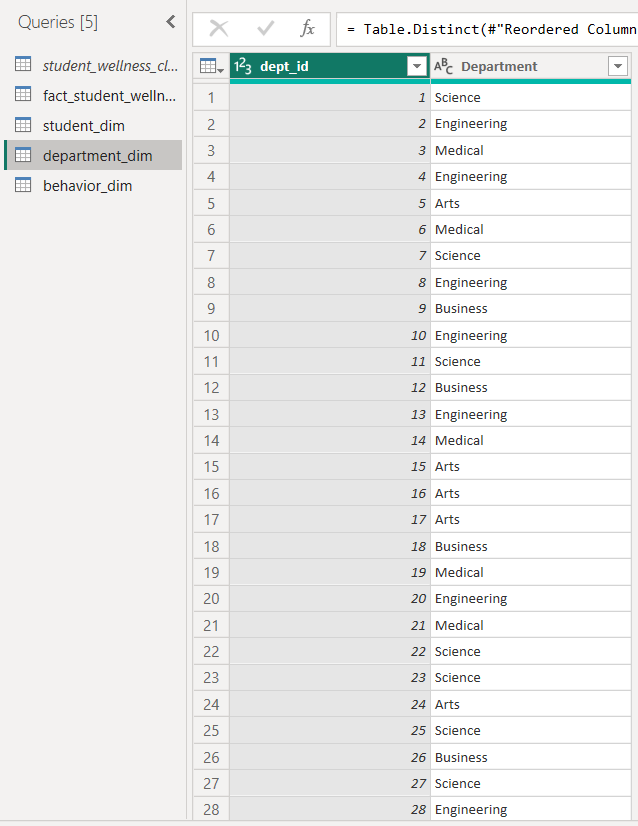 Queries [5]
student_wellness_cl...
fact_student_welln...
student_dim
department_dim
behavior_dim
fx
= Table.Distinct(#"Reordered Column
1 2 3 dept_id
A B C Department
1 1 Science
2 2 Engineering
3 3 Medical
4 4 Engineering
5 5 Arts
6 6 Medical
7 7 Science
8 8 Engineering
9 9 Business
10 10 Engineering
11 11 Science
12 12 Business
13 13 Engineering
14 14 Medical
15 15 Arts
16 16 Arts
17 17 Arts
18 18 Business
19 19 Medical
20 20 Engineering
21 21 Medical
22 22 Science
23 23 Science
24 24 Arts
25 25 Science
26 26 Business
27 27 Science
28 28 Engineering